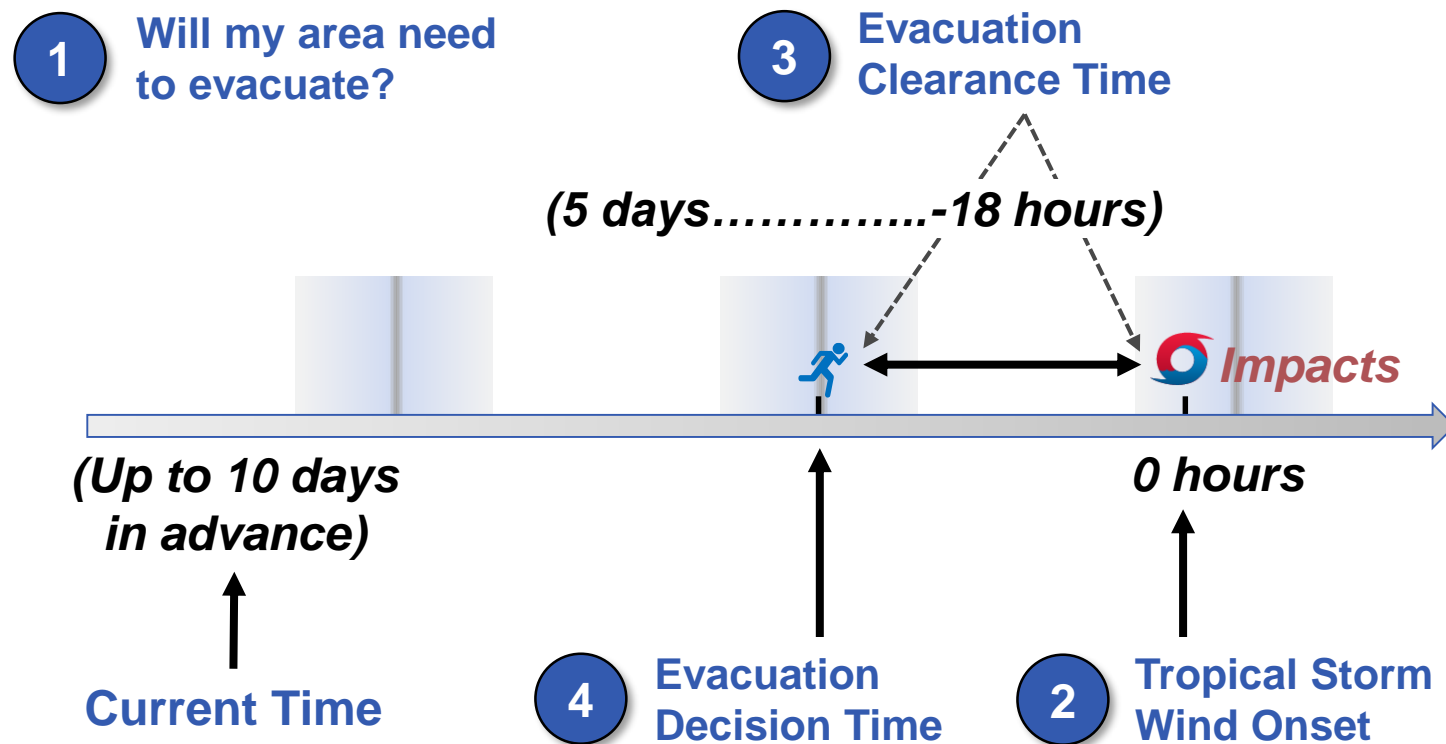 1
Will my area need
to evacuate?
3
Evacuation
Clearance Time
(5 days…………..-18 hours)
Impacts
(Up to 10 days
in advance)
0 hours
Current Time
4
Evacuation
Decision Time
2
Tropical Storm
Wind Onset